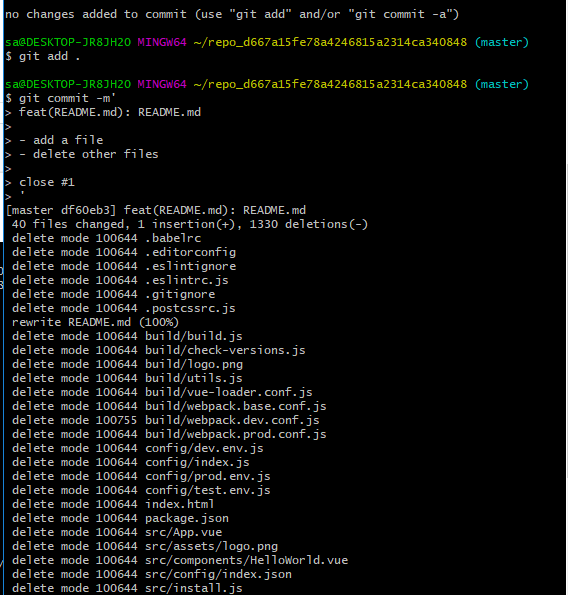 no changes added to commit (use "git add" and/or "git commit -a")
sa@DESKTOP-JR8JH2O MINGW64 ~/repo_d667a15fe78a4246815a2314ca340848 (master)
$ git add .
sa@DESKTOP-JR8JH2O MINGW64 ~/repo_d667a15fe78a4246815a2314ca340848 (master)
$ git commit -m'
> feat(README.md): README.md
>
> - add a file
> - delete other files
>
> close #1
> '
[master df60eb3] feat(README.md): README.md
 40 files changed, 1 insertion(+), 1330 deletions(-)
 delete mode 100644 .babelrc
 delete mode 100644 .editorconfig
 delete mode 100644 .eslintignore
 delete mode 100644 .eslintrc.js
 delete mode 100644 .gitignore
 delete mode 100644 .postcssrc.js
 rewrite README.md (100%)
 delete mode 100644 build/build.js
 delete mode 100644 build/check-versions.js
 delete mode 100644 build/logo.png
 delete mode 100644 build/utils.js
 delete mode 100644 build/vue-loader.conf.js
 delete mode 100644 build/webpack.base.conf.js
 delete mode 100755 build/webpack.dev.conf.js
 delete mode 100644 build/webpack.prod.conf.js
 delete mode 100644 config/dev.env.js
 delete mode 100644 config/index.js
 delete mode 100644 config/prod.env.js
 delete mode 100644 config/test.env.js
 delete mode 100644 index.html
 delete mode 100644 package.json
 delete mode 100644 src/App.vue
 delete mode 100644 src/assets/logo.png
 delete mode 100644 src/components/HelloWorld.vue
 delete mode 100644 src/config/index.json
 delete mode 100644 src/install.js